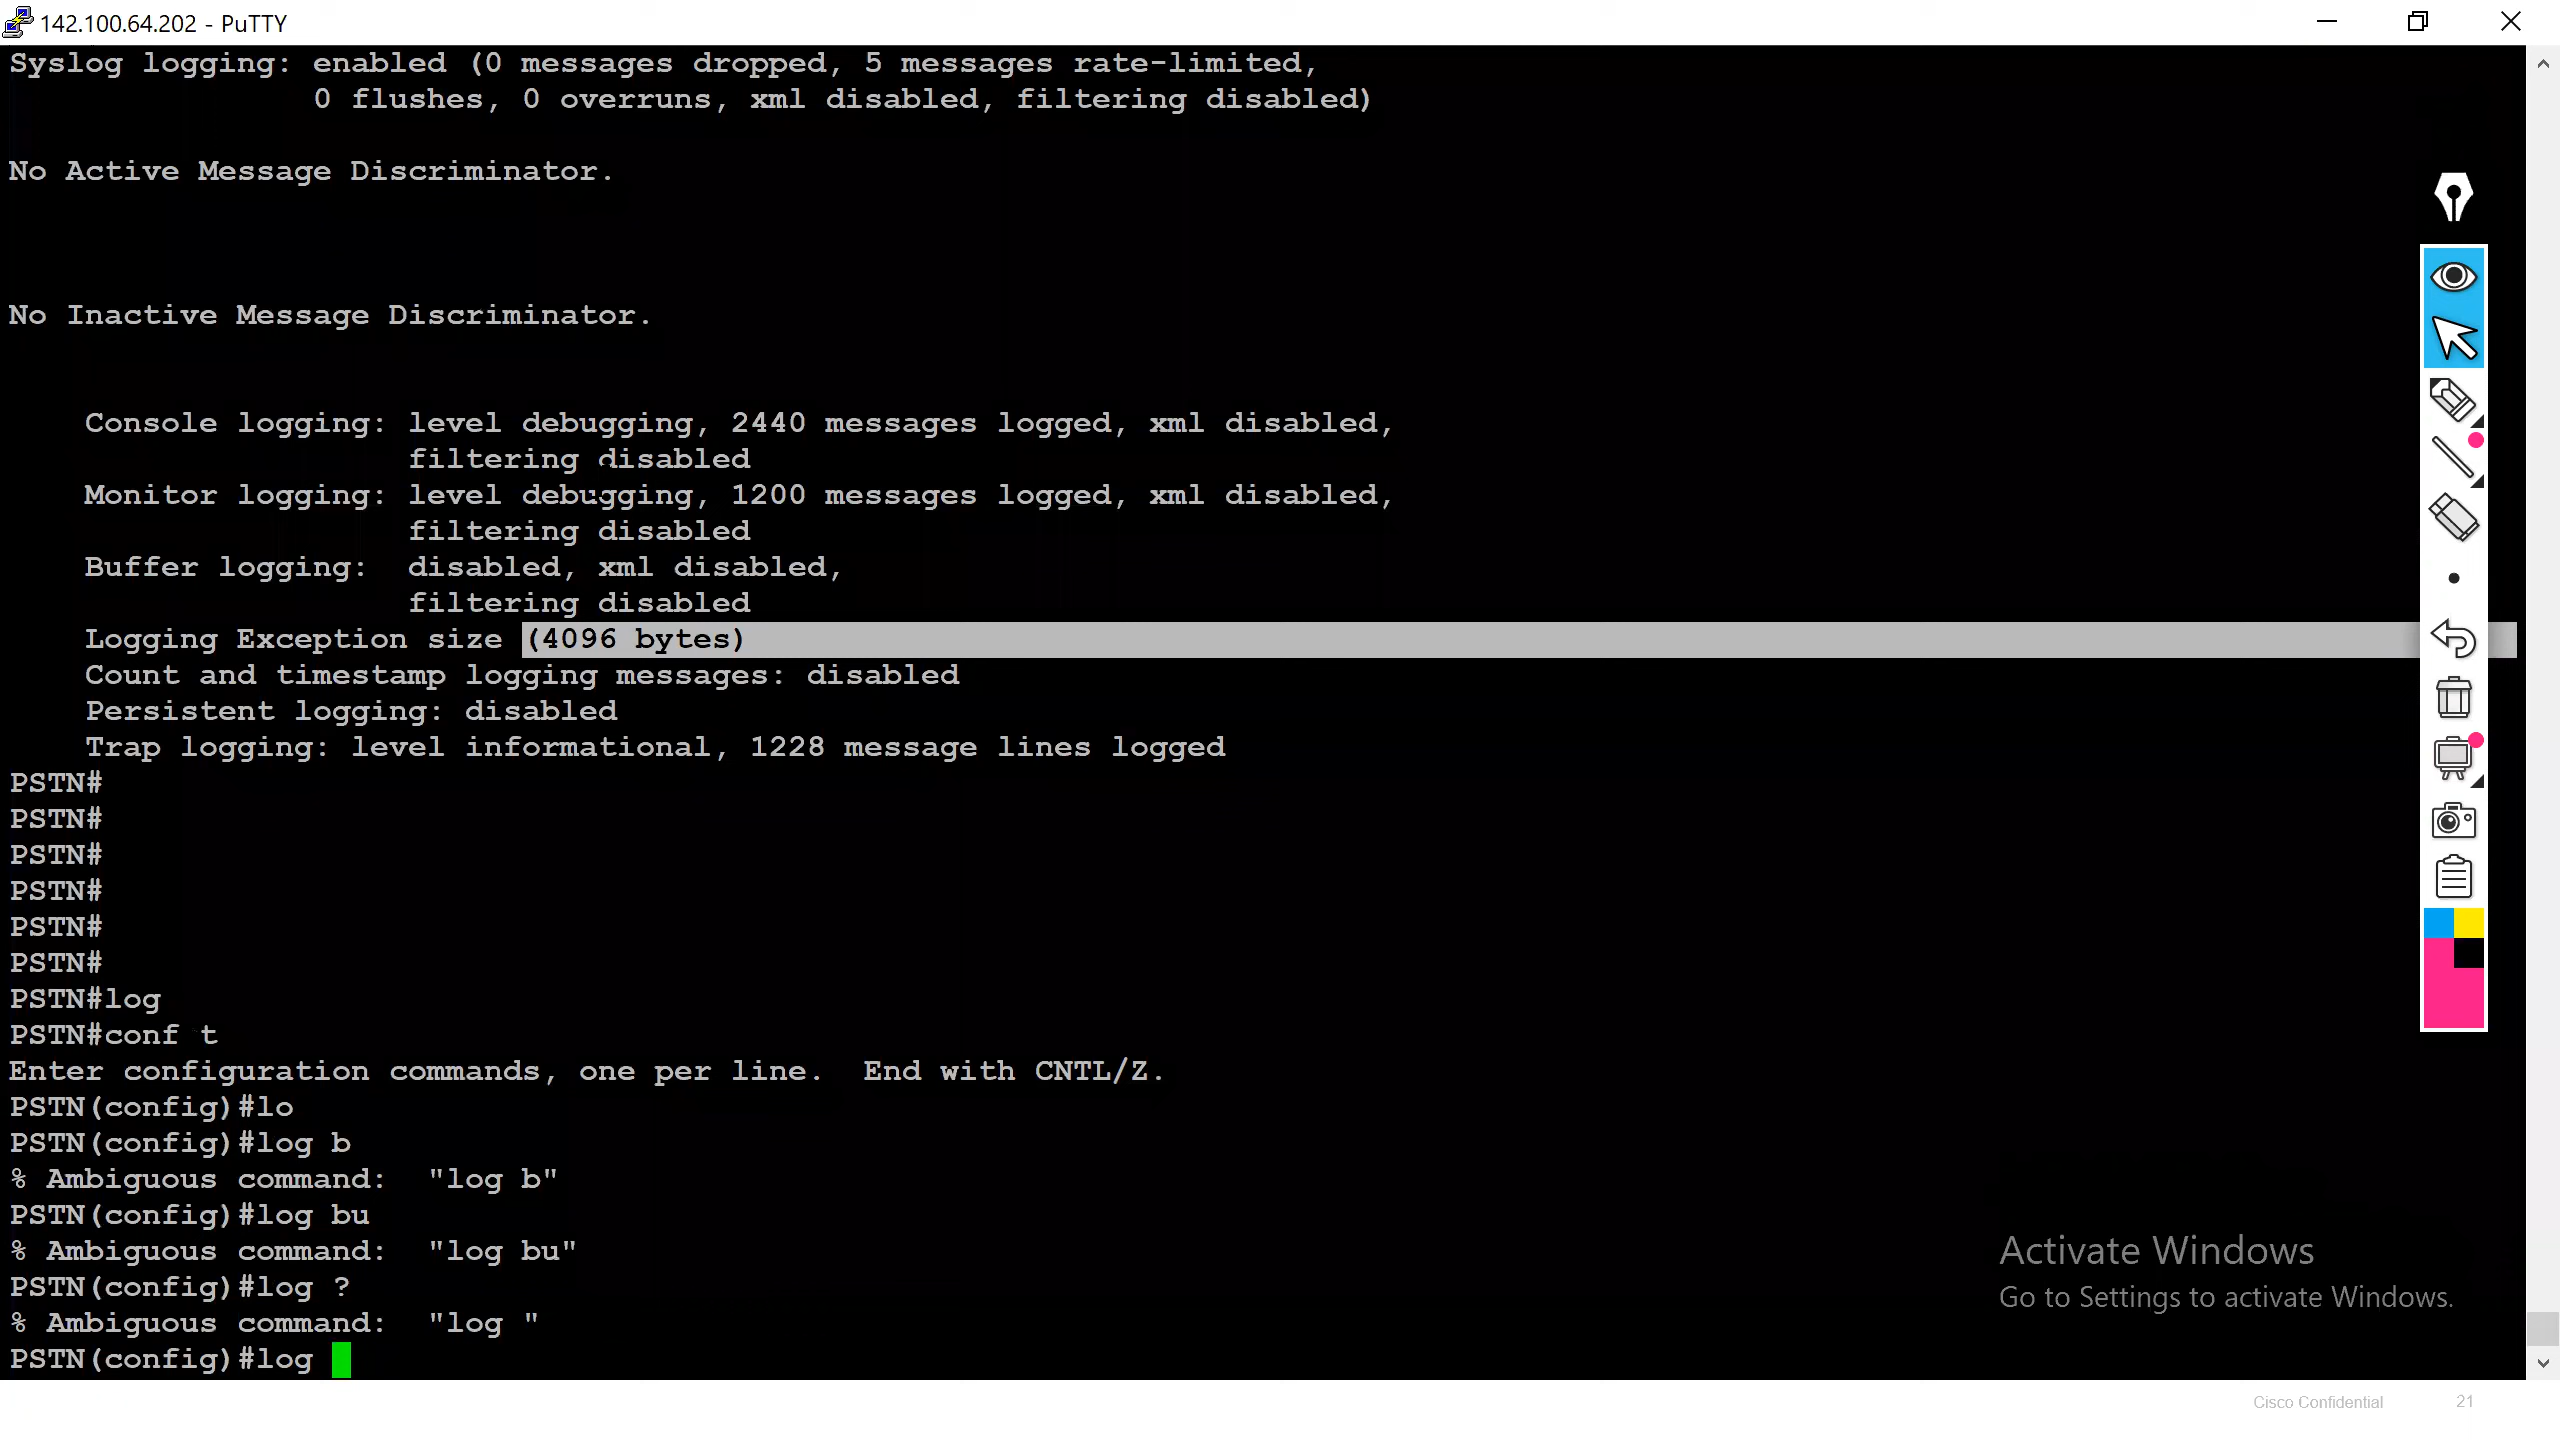 142.100.64.202 - PuTTY
Syslog logging: enabled (0 messages dropped, 5 messages rate-limited,
0 flushes, 0 overruns, xml disabled, filtering disabled)
No Active Message Discriminator.
No Inactive Message Discriminator.
Console logging: level debugging, 2440 messages logged, xml disabled,
filtering disabled
Monitor logging: level debugging, 1200 messages logged, xml disabled,
filtering disabled
Buffer logging:  disabled, xml disabled,
filtering disabled
Logging Exception size (4096 bytes)
Count and timestamp logging messages: disabled
Persistent logging: disabled
Trap logging: level informational, 1228 message lines logged
PSTN#
PSTN#
PSTN#
PSTN#
PSTN#
PSTN#
PSTN#log
PSTN#conf t
Enter configuration commands, one per line.  End with CNTL/Z.
PSTN(config)#lo
PSTN(config)#log b
% Ambiguous command:  "log b"
PSTN(config)#log bu
% Ambiguous command:  "log bu"
PSTN(config)#log ?
% Ambiguous command:  "log "
PSTN(config)#log
Activate Windows
Go to Settings to activate Windows.
Cisco Confidential
21